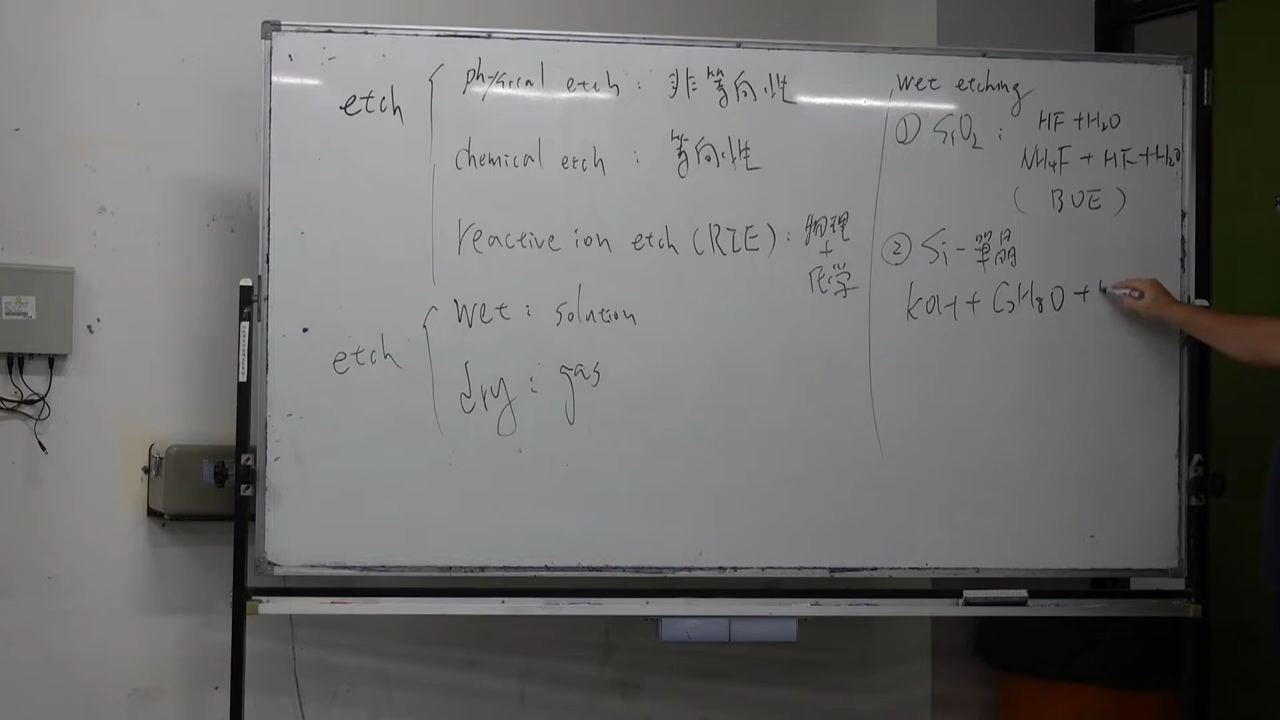 etch
physical etch : 非等向性
chemical etch : 等向性
reactive ion etch (RIE) : 物理
+
化学
etch
wet : solution
dry : gas
wet etching
① SiO2 : HF + H2O
NH4F + HF + H2O
( BOE )
② Si - 單晶
KOH + C3H8O +